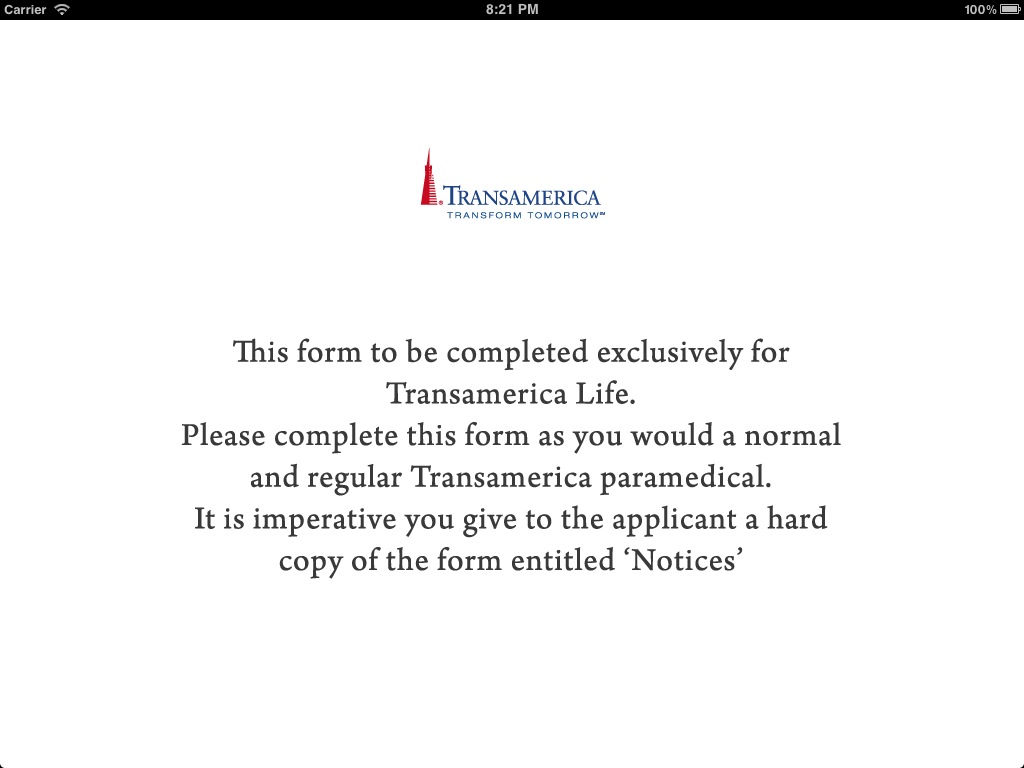 Carrier 8:21 PM 100%
TRANSAMERICA
TRANSFORM TOMORROW℠
This form to be completed exclusively for
Transamerica Life.
Please complete this form as you would a normal
and regular Transamerica paramedical.
It is imperative you give to the applicant a hard
copy of the form entitled ‘Notices’